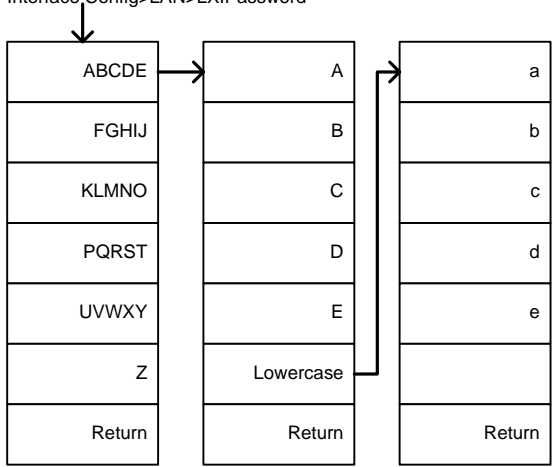 ABCDE
FGHIJ
KLMNO
PQRST
UVWXY
Z
Return
A
B
C
D
E
Lowercase
Return
a
b
c
d
e
Return